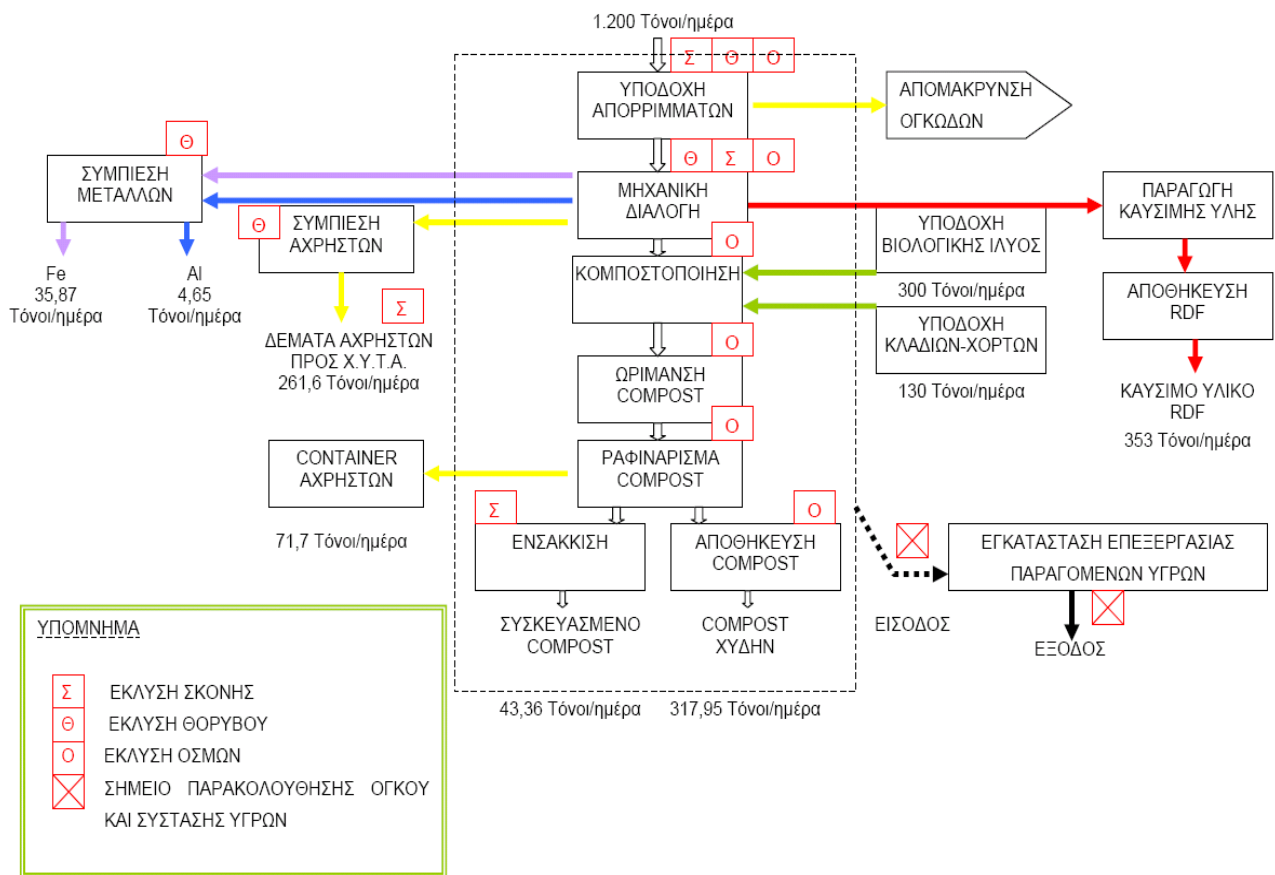 1.200 Τόνοι/ημέρα
Σ Θ Ο
ΥΠΟΔΟΧΗ
ΑΠΟΡΡΙΜΜΑΤΩΝ
ΑΠΟΜΑΚΡΥΝΣΗ
ΟΓΚΩΔΩΝ
Θ
Θ Σ Ο
ΣΥΜΠΙΕΣΗ
ΜΕΤΑΛΛΩΝ
ΜΗΧΑΝΙΚΗ
ΔΙΑΛΟΓΗ
ΠΑΡΑΓΩΓΗ
ΚΑΥΣΙΜΗΣ ΥΛΗΣ
Θ
ΣΥΜΠΙΕΣΗ
ΑΧΡΗΣΤΩΝ
Ο
ΥΠΟΔΟΧΗ
ΒΙΟΛΟΓΙΚΗΣ ΙΛΥΟΣ
300 Τόνοι/ημέρα
Fe
35,87
Τόνοι/ημέρα
Al
4,65
Τόνοι/ημέρα
ΚΟΜΠΟΣΤΟΠΟΙΗΣΗ
ΑΠΟΘΗΚΕΥΣΗ
RDF
Σ
ΔΕΜΑΤΑ ΑΧΡΗΣΤΩΝ
ΠΡΟΣ Χ.Υ.Τ.Α.
261,6 Τόνοι/ημέρα
Ο
ΥΠΟΔΟΧΗ
ΚΛΑΔΙΩΝ-ΧΟΡΤΩΝ
130 Τόνοι/ημέρα
ΩΡΙΜΑΝΣΗ
COMPOST
ΚΑΥΣΙΜΟ ΥΛΙΚΟ
RDF
353 Τόνοι/ημέρα
Ο
CONTAINER
ΑΧΡΗΣΤΩΝ
71,7 Τόνοι/ημέρα
ΡΑΦΙΝΑΡΙΣΜΑ
COMPOST
Σ
ΕΝΣΑΚΚΙΣΗ
Ο
ΑΠΟΘΗΚΕΥΣΗ
COMPOST
ΕΓΚΑΤΑΣΤΑΣΗ ΕΠΕΞΕΡΓΑΣΙΑΣ
ΠΑΡΑΓΟΜΕΝΩΝ ΥΓΡΩΝ
ΣΥΣΚΕΥΑΣΜΕΝΟ
COMPOST
COMPOST
ΧΥΔΗΝ
ΕΙΣΟΔΟΣ
ΕΞΟΔΟΣ
43,36 Τόνοι/ημέρα
317,95 Τόνοι/ημέρα
ΥΠΟΜΝΗΜΑ
Σ ΕΚΛΥΣΗ ΣΚΟΝΗΣ
Θ ΕΚΛΥΣΗ ΘΟΡΥΒΟΥ
Ο ΕΚΛΥΣΗ ΟΣΜΩΝ
ΣΗΜΕΙΟ ΠΑΡΑΚΟΛΟΥΘΗΣΗΣ ΟΓΚΟΥ
ΚΑΙ ΣΥΣΤΑΣΗΣ ΥΓΡΩΝ